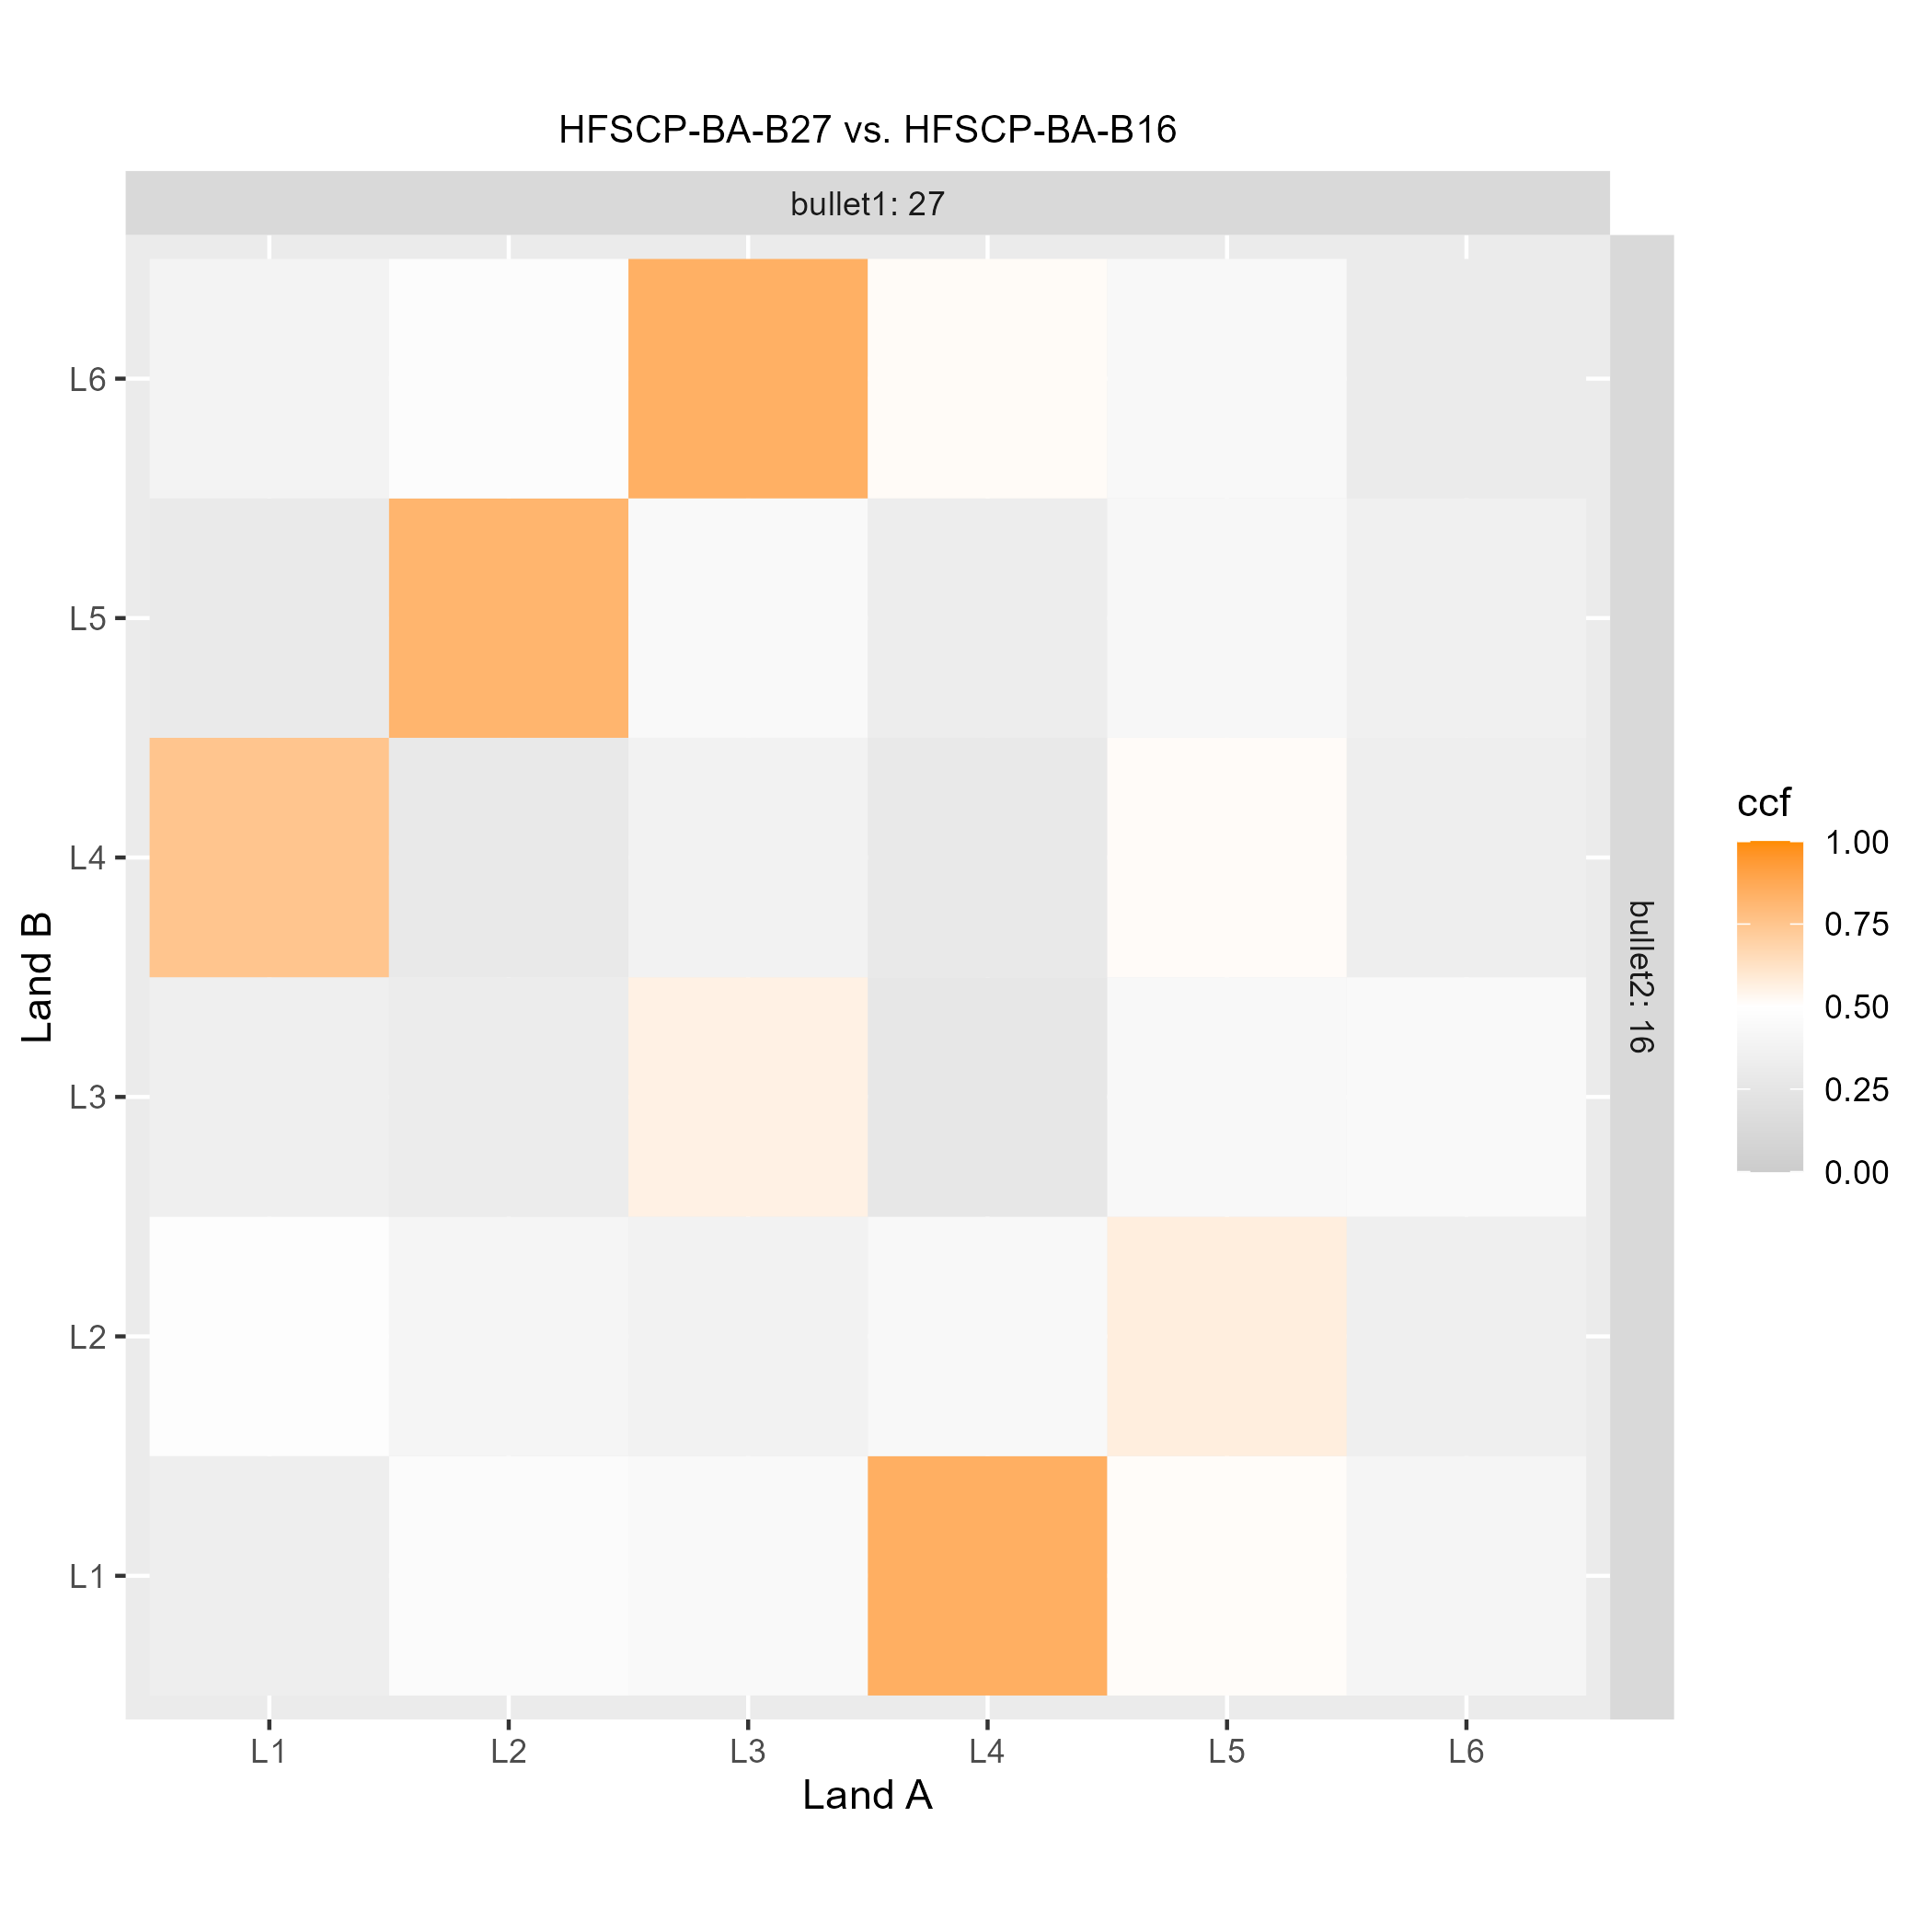 HFSCP-BA-B27 vs. HFSCP-BA-B16
bullet1: 27
L6
L5
L4
L3
L2
L1
Land B
L1
L2
L3
L4
L5
L6
Land A
bullet2: 16
ccf
1.00
0.75
0.50
0.25
0.00